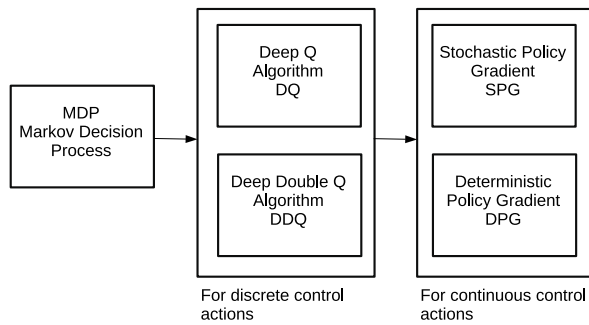 MDP
Markov Decision
Process
Deep Q
Algorithm
DQ
Deep Double Q
Algorithm
DDQ
For discrete control
actions
Stochastic Policy
Gradient
SPG
Deterministic
Policy Gradient
DPG
For continuous control
actions